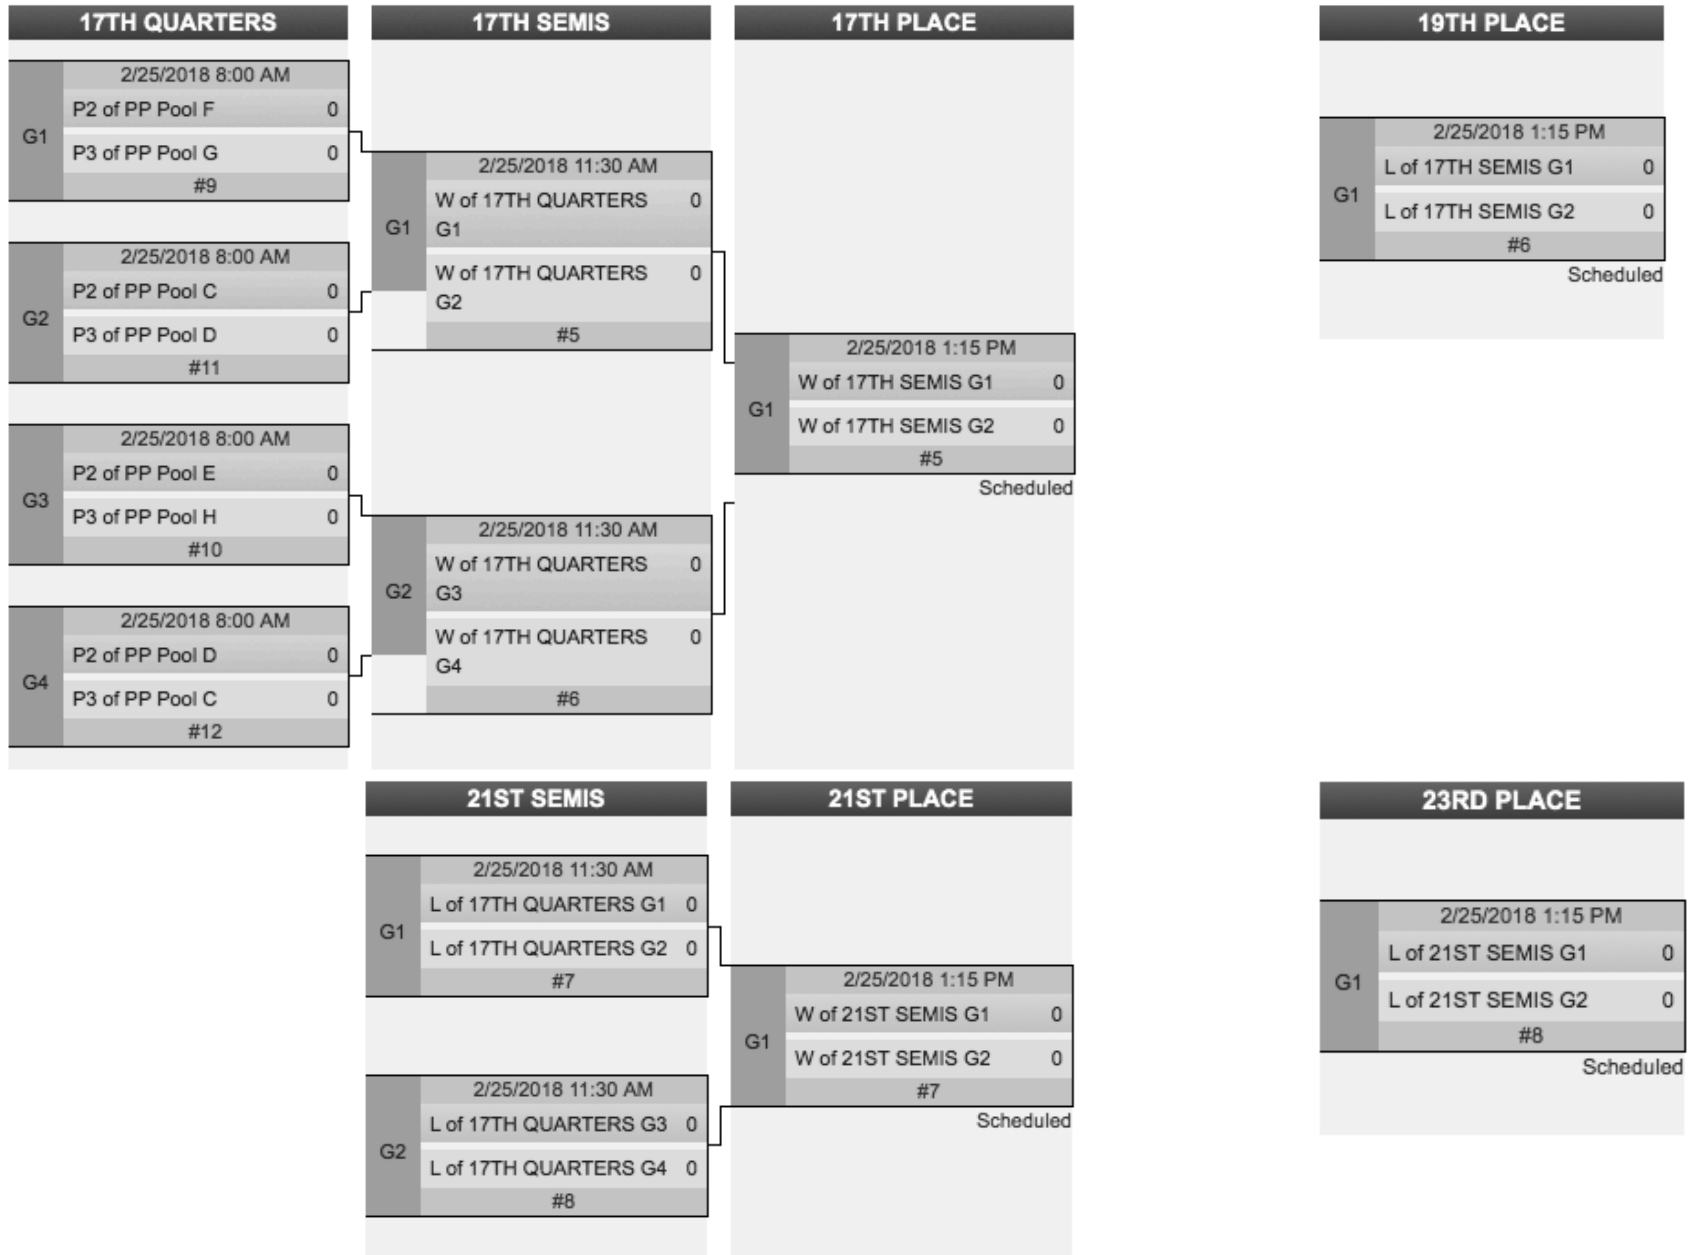 17TH QUARTERS
2/25/2018 8:00 AM
G1
P2 of PP Pool F 0
P3 of PP Pool G 0
#9
2/25/2018 8:00 AM
G2
P2 of PP Pool C 0
P3 of PP Pool D 0
#11
2/25/2018 8:00 AM
G3
P2 of PP Pool E 0
P3 of PP Pool H 0
#10
2/25/2018 8:00 AM
G4
P2 of PP Pool D 0
P3 of PP Pool C 0
#12
17TH SEMIS
2/25/2018 11:30 AM
G1
W of 17TH QUARTERS 0
G1
W of 17TH QUARTERS 0
G2
#5
2/25/2018 11:30 AM
G2
W of 17TH QUARTERS 0
G3
W of 17TH QUARTERS 0
G4
#6
17TH PLACE
2/25/2018 1:15 PM
G1
W of 17TH SEMIS G1 0
W of 17TH SEMIS G2 0
#5
Scheduled
19TH PLACE
2/25/2018 1:15 PM
G1
L of 17TH SEMIS G1 0
L of 17TH SEMIS G2 0
#6
Scheduled
21ST SEMIS
2/25/2018 11:30 AM
G1
L of 17TH QUARTERS G1 0
L of 17TH QUARTERS G2 0
#7
2/25/2018 11:30 AM
G2
L of 17TH QUARTERS G3 0
L of 17TH QUARTERS G4 0
#8
21ST PLACE
2/25/2018 1:15 PM
G1
W of 21ST SEMIS G1 0
W of 21ST SEMIS G2 0
#7
Scheduled
23RD PLACE
2/25/2018 1:15 PM
G1
L of 21ST SEMIS G1 0
L of 21ST SEMIS G2 0
#8
Scheduled